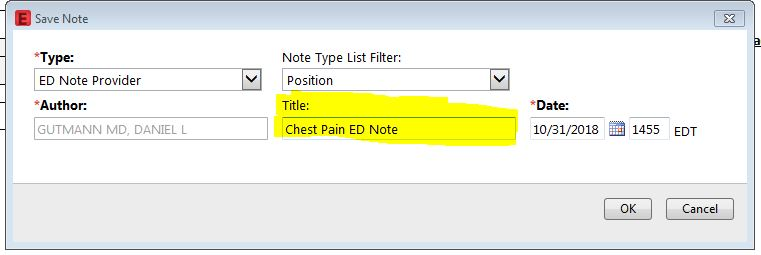 E Save Note
a
*Type: Note Type List Filter:
ED Note Provider Position
*Author: Title: *Date:
GUTMANN MD, DANIEL L Chest Pain ED Note 10/31/2018 1455 EDT
OK Cancel